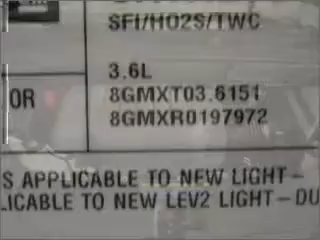 SFI/HO2S/TWC
3.6L
OR 8GMXT03.6151
8GMXR0197972
S APPLICABLE TO NEW LIGHT–
LICABLE TO NEW LEV2 LIGHT–DU